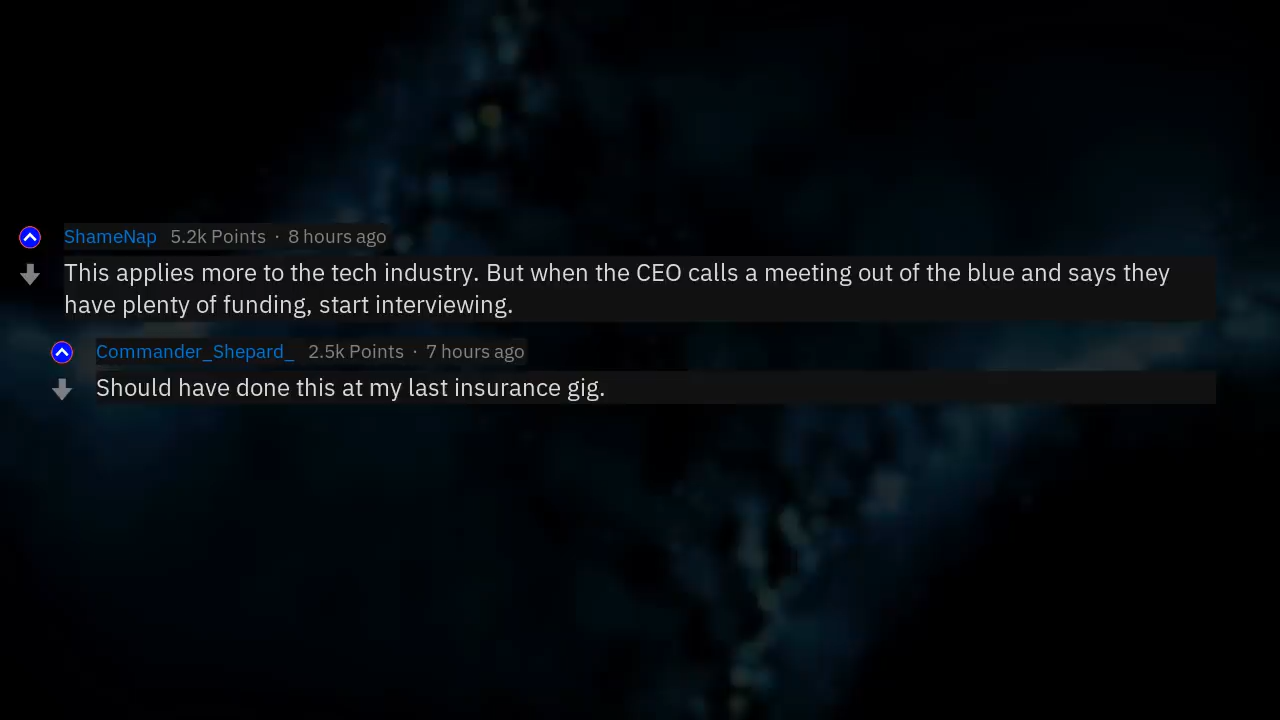 ShameNap 5.2k Points · 8 hours ago
This applies more to the tech industry. But when the CEO calls a meeting out of the blue and says they
have plenty of funding, start interviewing.
Commander_Shepard_ 2.5k Points · 7 hours ago
Should have done this at my last insurance gig.